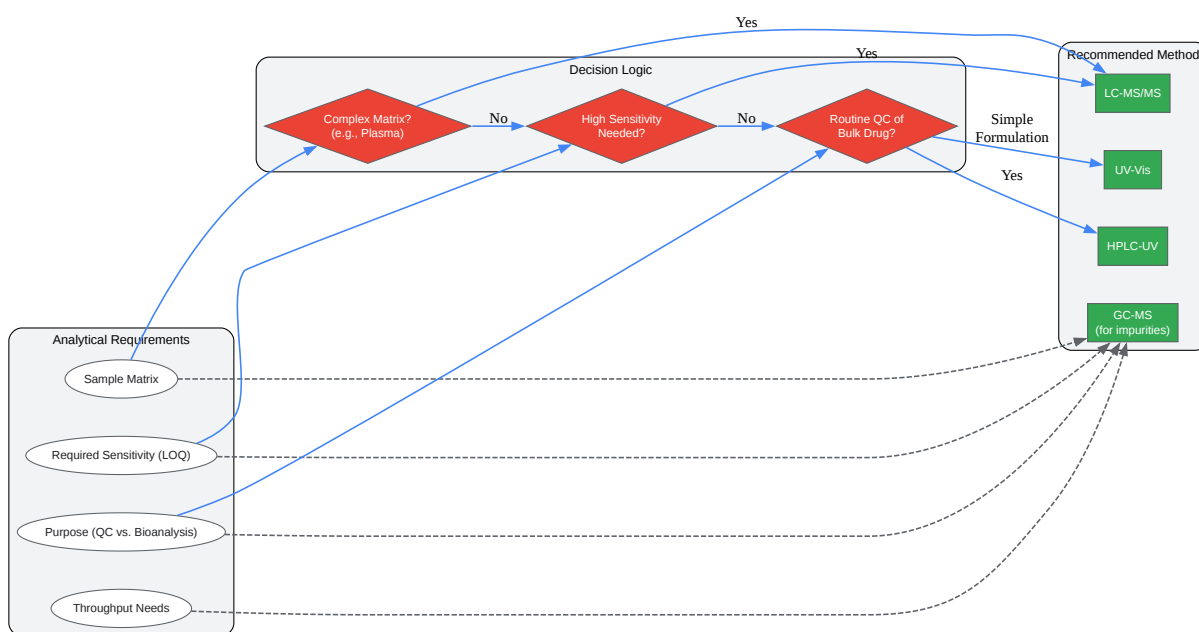 Yes
Recommended Method
Decision Logic
Yes
Complex Matrix?
(e.g., Plasma)
No
High Sensitivity
Needed?
No
Routine QC of
Bulk Drug?
LC-MS/MS
Simple
Formulation
UV-Vis
Yes
HPLC-UV
GC-MS
(for impurities)
Analytical Requirements
Sample Matrix
Required Sensitivity (LOQ)
Purpose (QC vs. Bioanalysis)
Throughput Needs